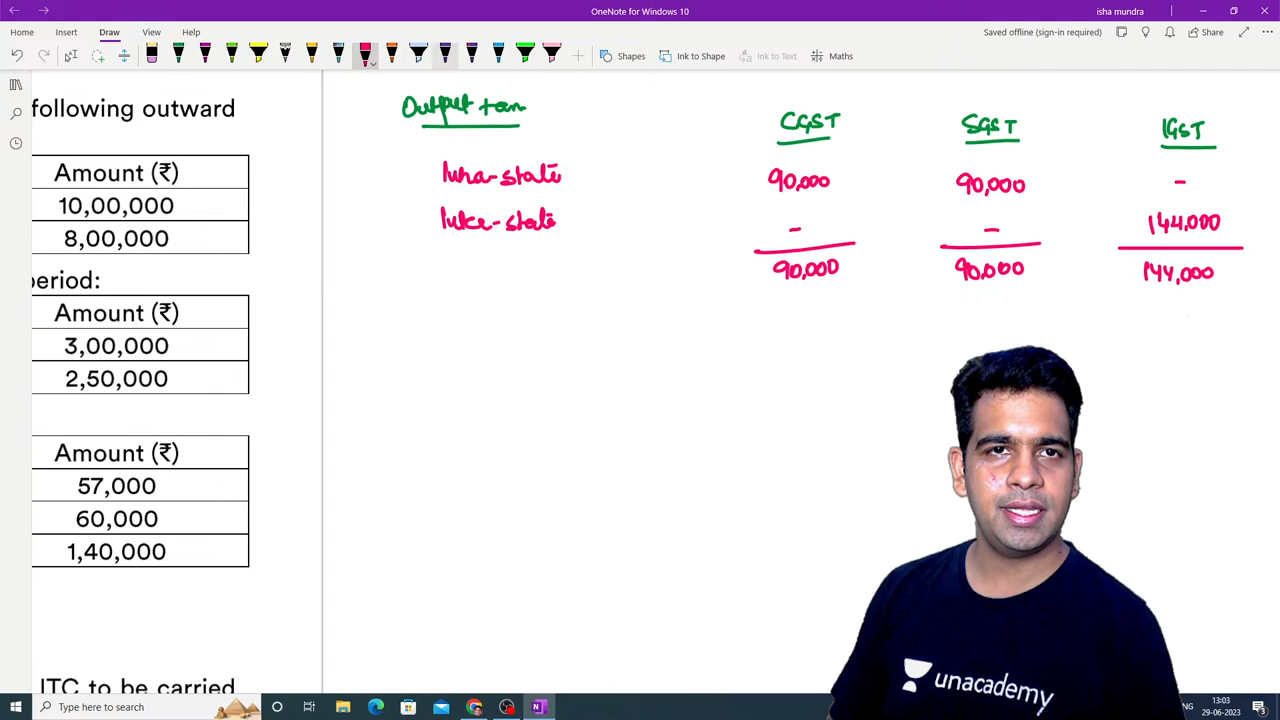 OneNote for Windows 10
isha mundra
Home Insert Draw View Help
Saved offline (sign-in required)
Share
Shapes Ink to Shape Ink to Text Maths
following outward
Amount (₹)
10,00,000
8,00,000
period:
Amount (₹)
3,00,000
2,50,000
Amount (₹)
57,000
60,000
1,40,000
ITC to be carried
Output tax
CGST SGST IGST
Intra-state 90,000 90,000 -
Inter-state - - 144,000
90,000 90,000 144,000
unacademy
Type here to search
ENG
13:03
29-06-2023
3